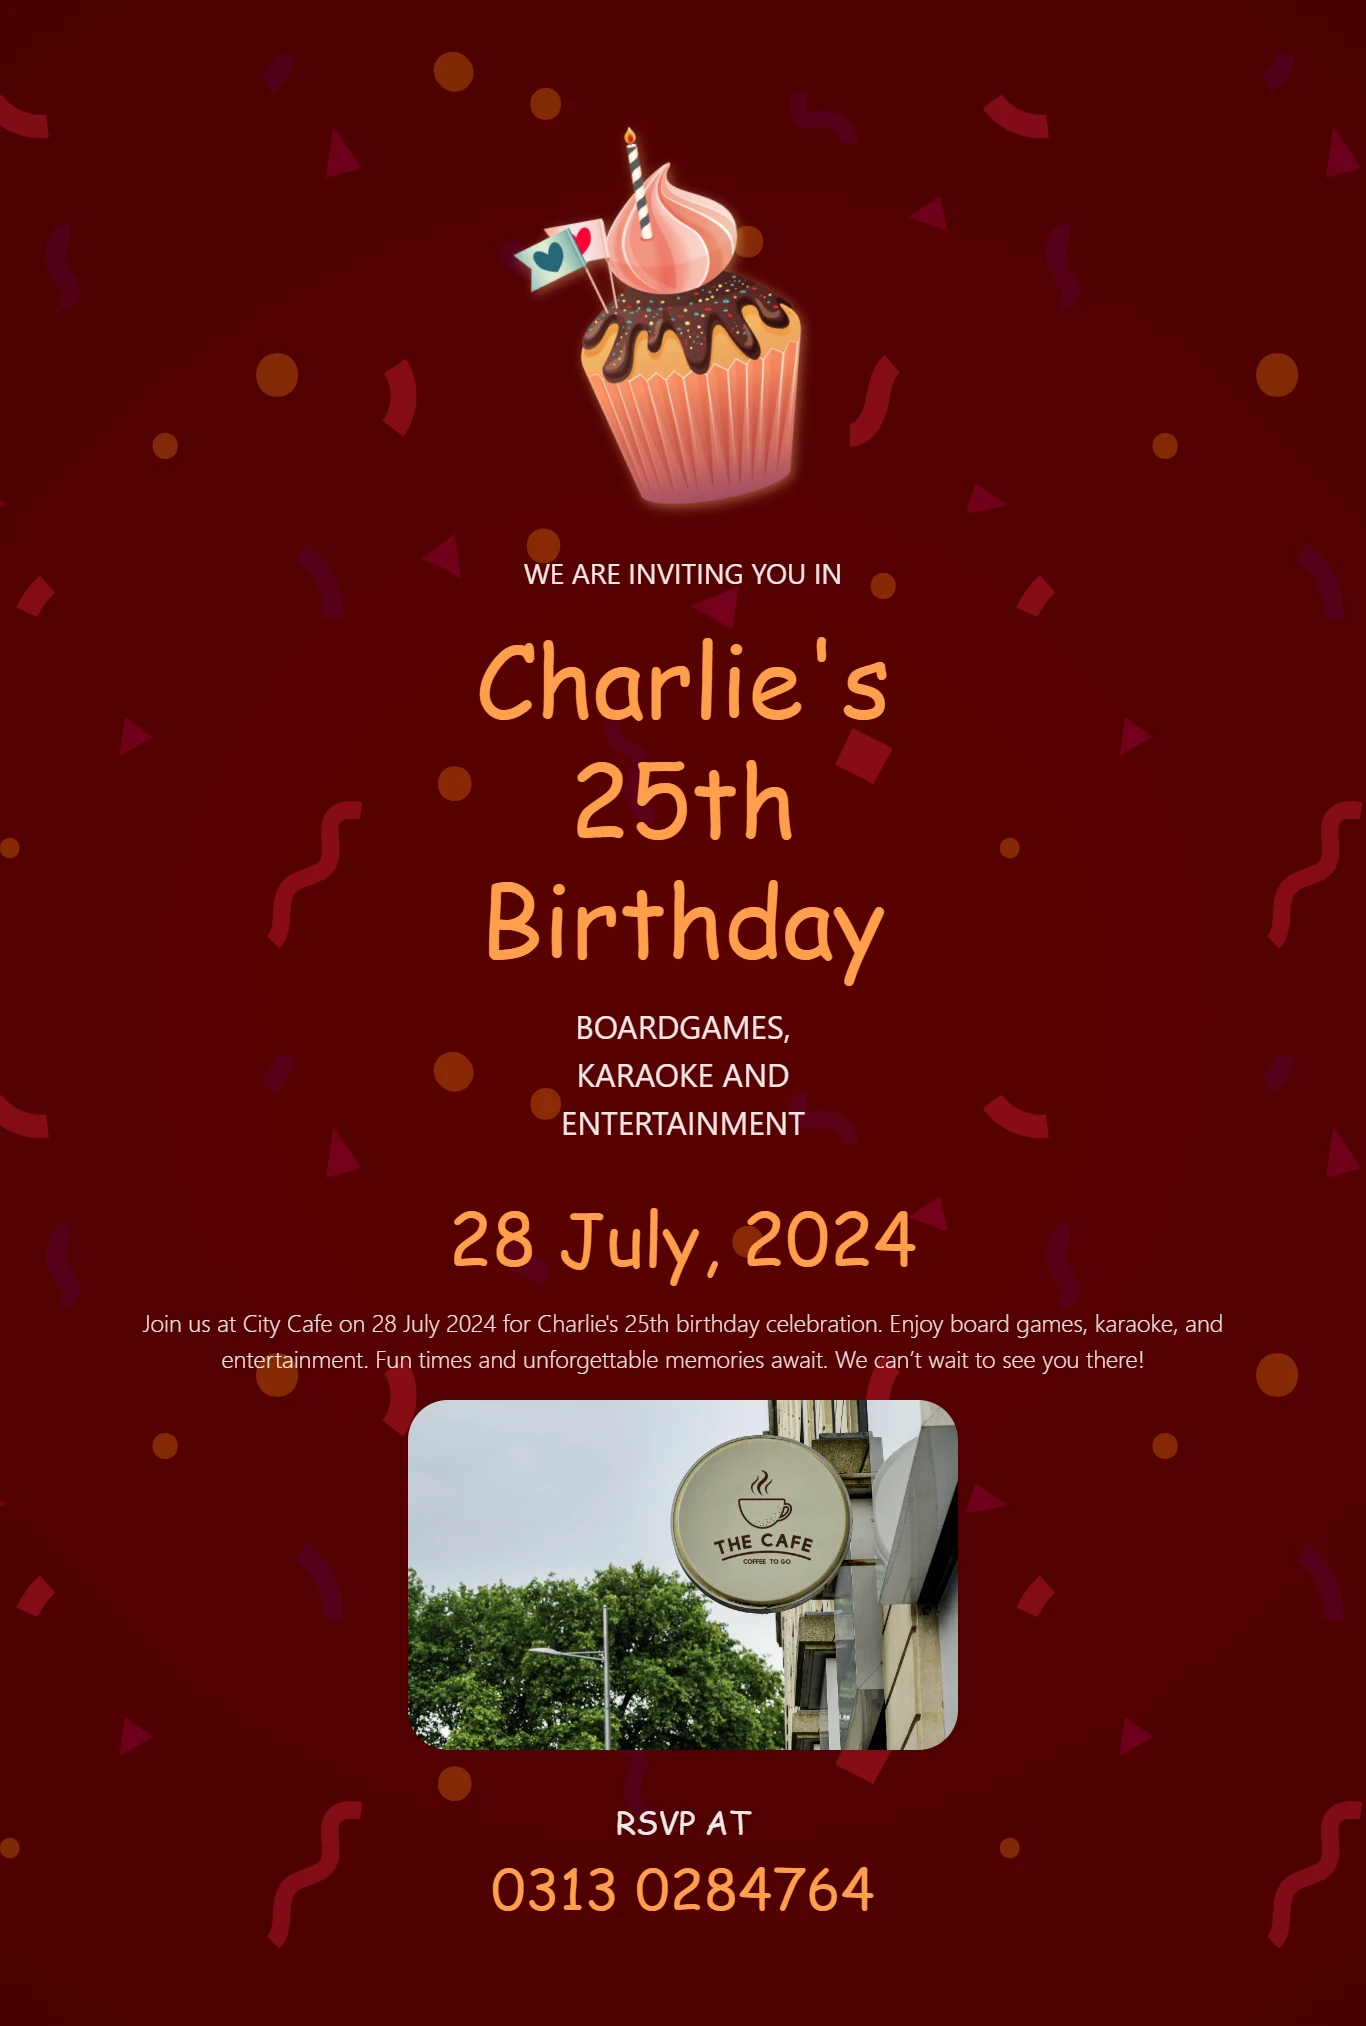 WE ARE INVITING YOU IN
Charlie's
25th
Birthday
BOARDGAMES,
KARAOKE AND
ENTERTAINMENT
28 July, 2024
Join us at City Cafe on 28 July 2024 for Charlie's 25th birthday celebration. Enjoy board games, karaoke, and
entertainment. Fun times and unforgettable memories await. We can’t wait to see you there!
THE CAFE
COFFEE TO GO
RSVP AT
0313 0284764